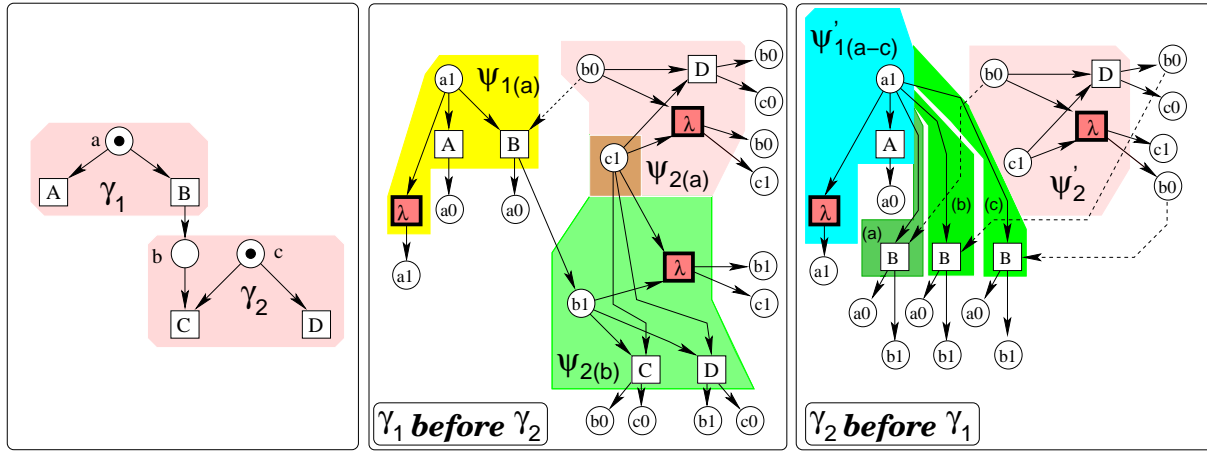 a
A
B
γ1
b
c
C
γ2
D
a1
ψ1(a)
A
B
λ
a0
a0
a1
b0
D
b0
c0
λ
b0
c1
c1
ψ2(a)
λ
b1
c1
b1
ψ2(b)
C
D
b0
c0
b1
c0
γ1 before γ2
ψ'1(a–c)
a1
A
a0
λ
a1
(a)
(b)
(c)
B
B
B
a0
a0
a0
b1
b1
b1
b0
D
b0
c0
λ
c1
c1
b0
ψ'2
γ2 before γ1